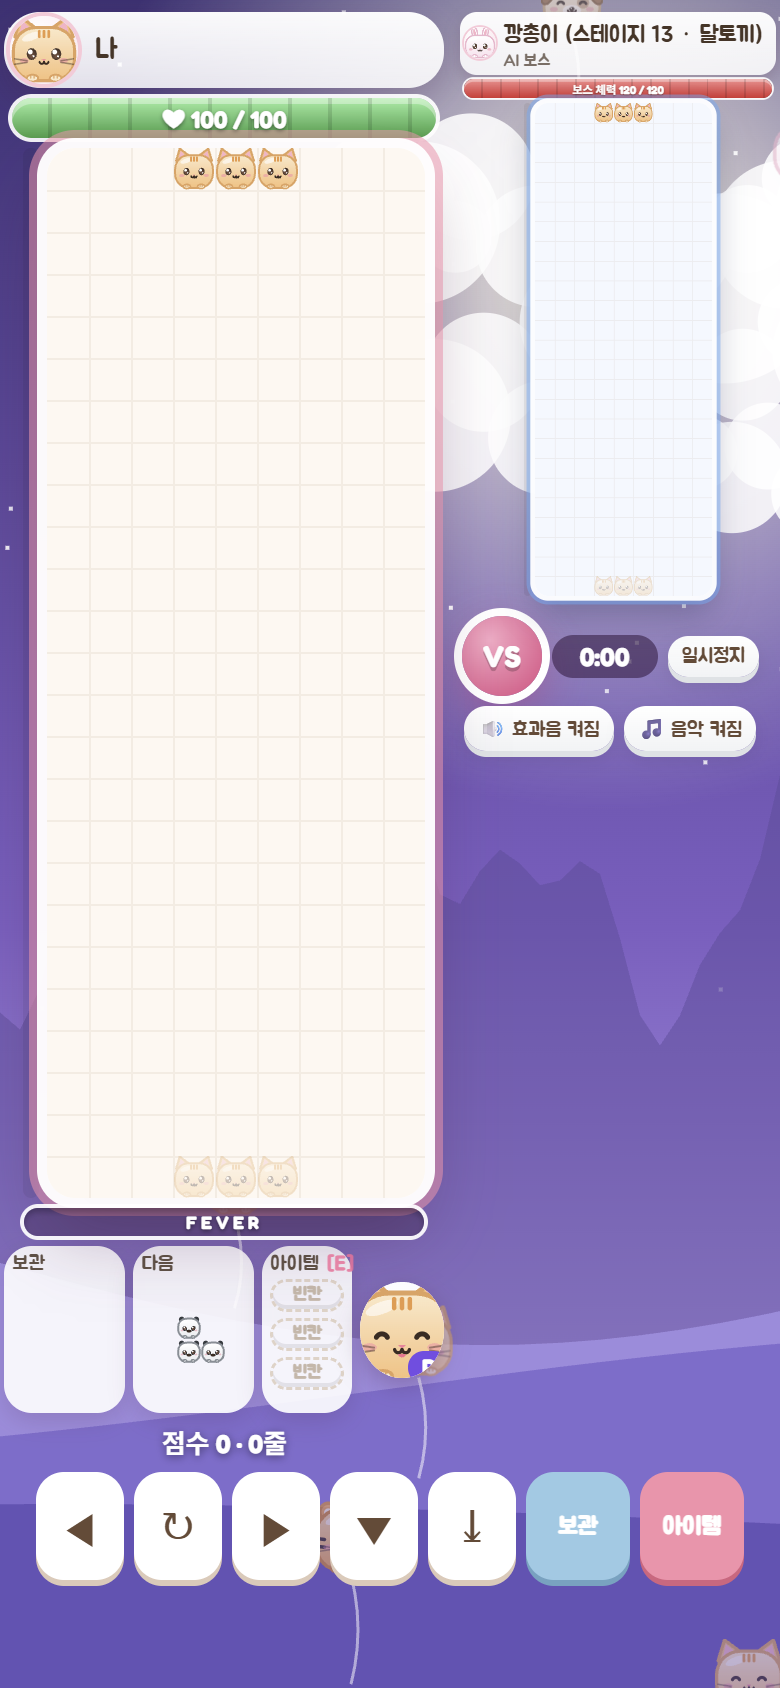 나
깡총이 (스테이지 13 · 달토끼)
AI 보스
보스 체력 120 / 120
100 / 100
VS
0:00
일시정지
효과음 켜짐
음악 켜짐
FEVER
보관
다음
아이템 [E]
빈칸
빈칸
빈칸
점수 0 · 0줄
보관
아이템